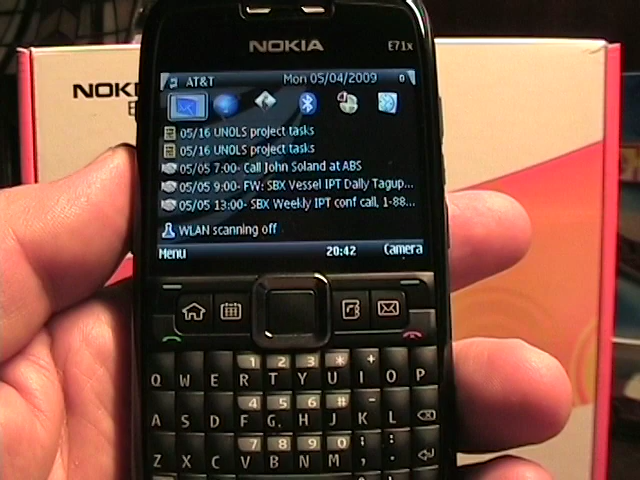 NOKIA E71x
NOK
AT&T Mon 05/04/2009
05/16 UNOLS project tasks
05/16 UNOLS project tasks
05/05 7:00- Call John Soland at ABS
05/05 9:00- FW: SBX Vessel IPT Daily Tagup...
05/05 13:00- SBX Weekly IPT conf call, 1-88...
WLAN scanning off
Menu 20:42 Camera
1 2 3 * +
Q W E R T Y U I O P
4 5 6 # -
A S D F G H J K L
7 8 9 0 ; :
Z X C V B N M , .